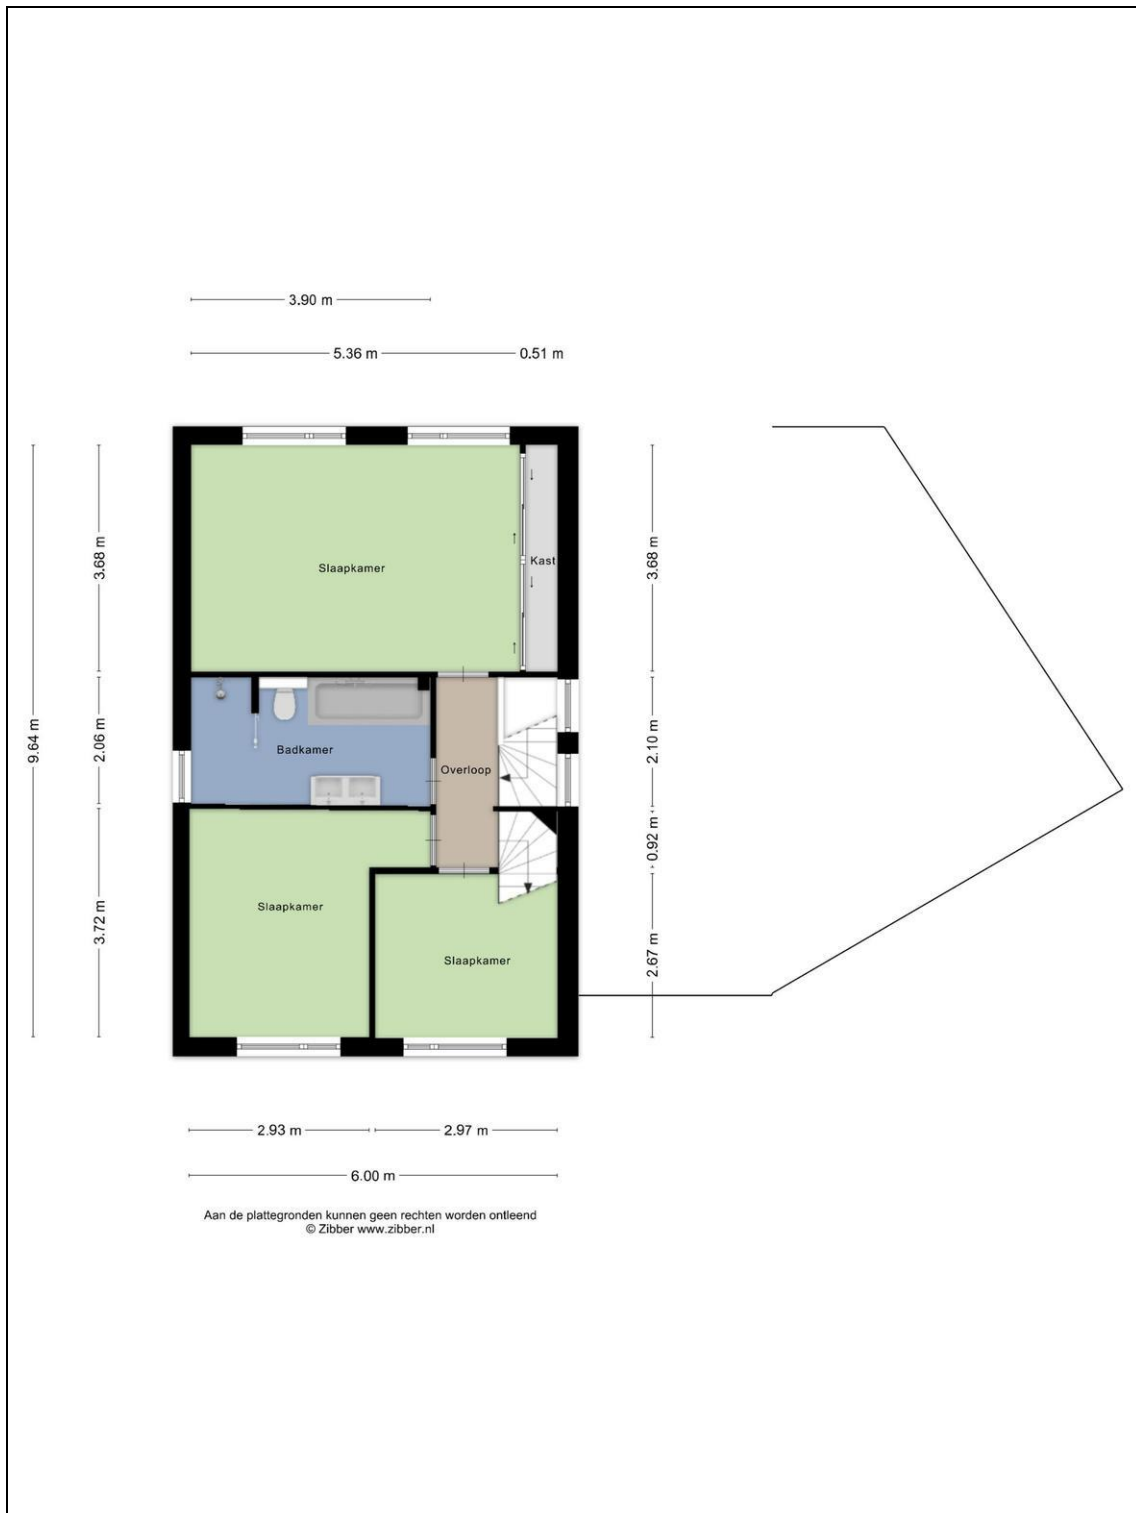 3.90 m
5.36 m
0.51 m
3.68 m
9.64 m
2.06 m
3.72 m
3.68 m
2.10 m
0.92 m
2.67 m
Slaapkamer
Kast
Badkamer
Overloop
Slaapkamer
Slaapkamer
2.93 m
2.97 m
6.00 m
Aan de plattegronden kunnen geen rechten worden ontleend
© Zibber www.zibber.nl